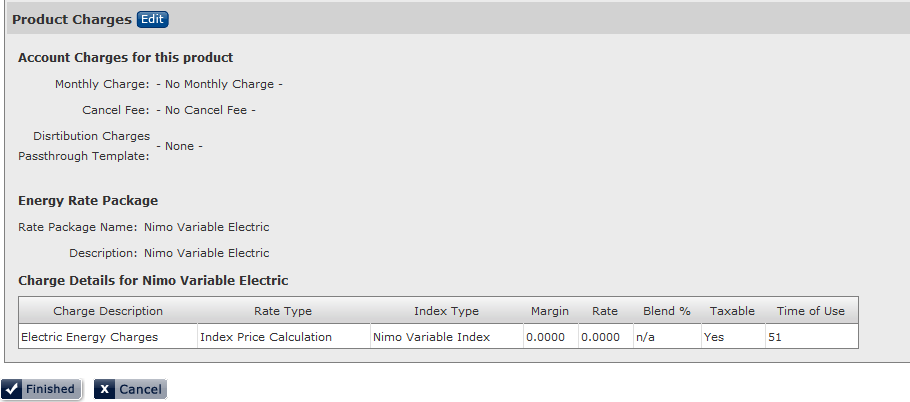 Product Charges Edit
Account Charges for this product
Monthly Charge: - No Monthly Charge -
Cancel Fee: - No Cancel Fee -
Disrtibution Charges
Passthrough Template: - None -
Energy Rate Package
Rate Package Name: Nimo Variable Electric
Description: Nimo Variable Electric
Charge Details for Nimo Variable Electric
Charge Description Rate Type Index Type Margin Rate Blend % Taxable Time of Use
Electric Energy Charges Index Price Calculation Nimo Variable Index 0.0000 0.0000 n/a Yes 51
Finished X Cancel